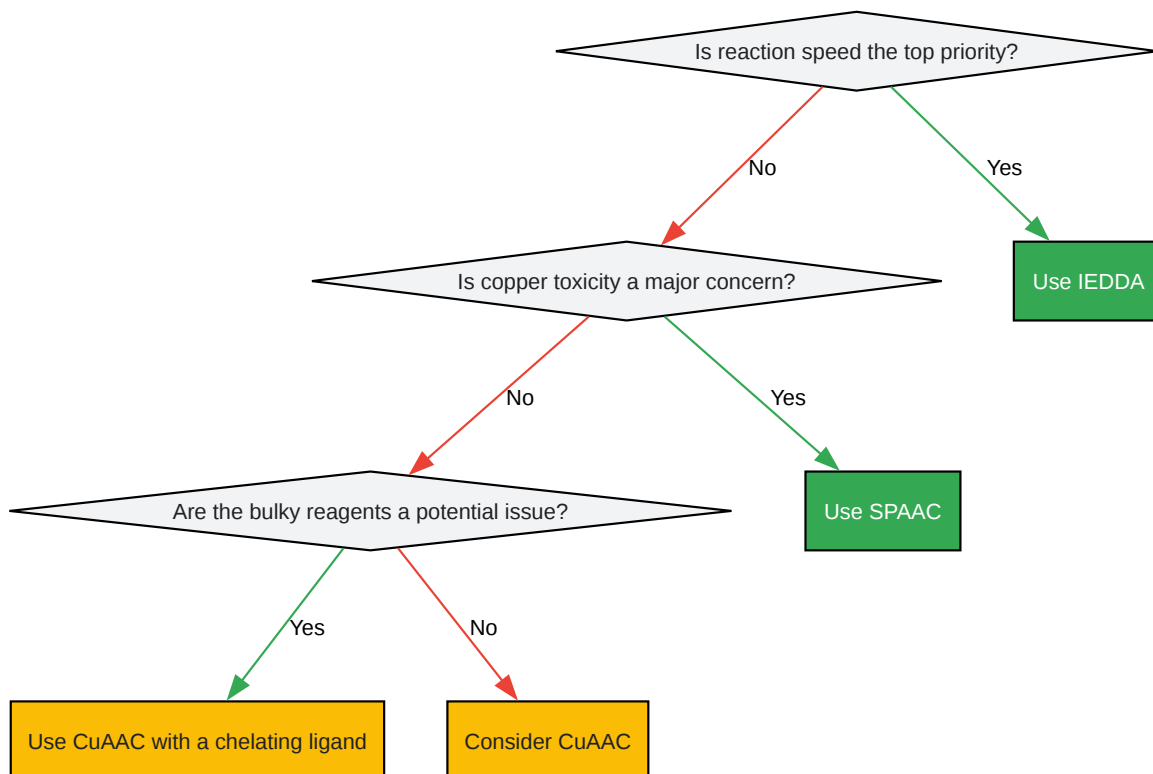 Is reaction speed the top priority?
No
Yes
Is copper toxicity a major concern?
Use IEDDA
No
Yes
Are the bulky reagents a potential issue?
Use SPAAC
Yes
No
Use CuAAC with a chelating ligand
Consider CuAAC